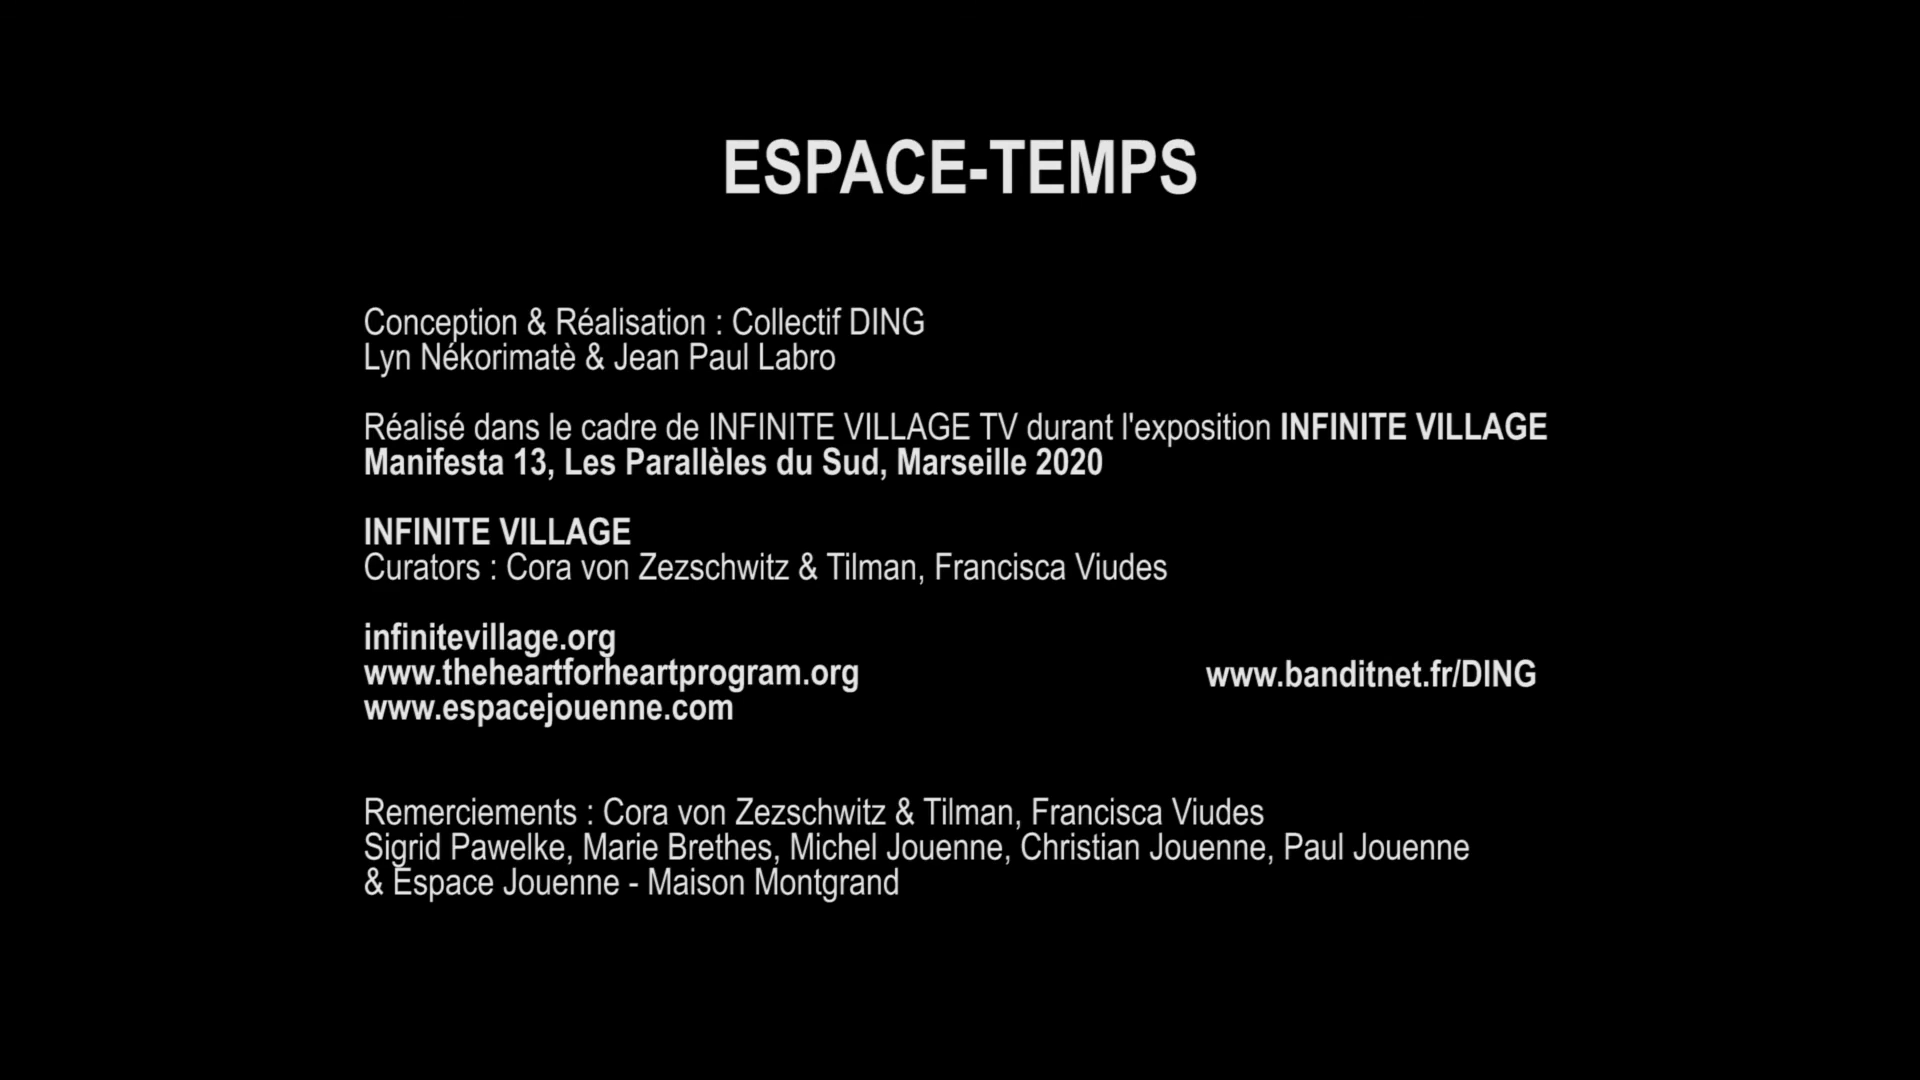 ESPACE-TEMPS
Conception & Réalisation : Collectif DING
Lyn Nékorimatè & Jean Paul Labro
Réalisé dans le cadre de INFINITE VILLAGE TV durant l'exposition INFINITE VILLAGE
Manifesta 13, Les Parallèles du Sud, Marseille 2020
INFINITE VILLAGE
Curators : Cora von Zezschwitz & Tilman, Francisca Viudes
infinitevillage.org
www.theheartforheartprogram.org
www.banditnet.fr/DING
www.espacejouenne.com
Remerciements : Cora von Zezschwitz & Tilman, Francisca Viudes
Sigrid Pawelke, Marie Brethes, Michel Jouenne, Christian Jouenne, Paul Jouenne
& Espace Jouenne - Maison Montgrand